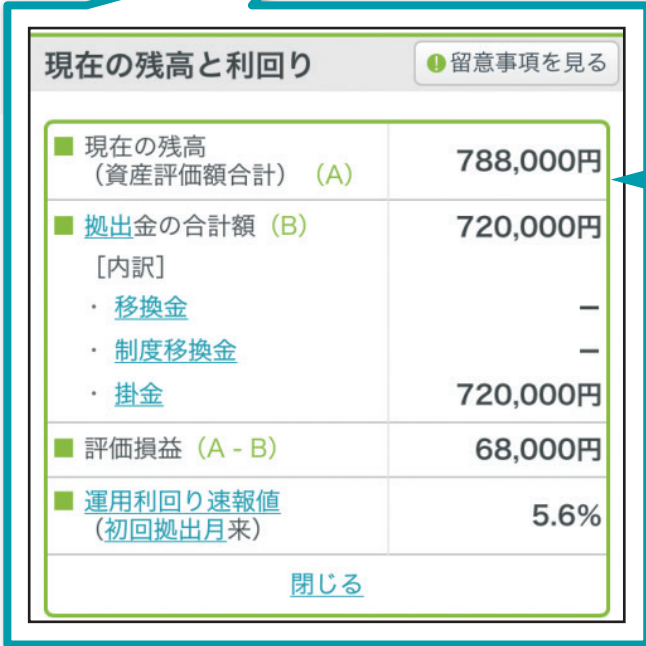 現在の残高と利回り
!留意事項を見る
■ 現在の残高
（資産評価額合計）（A）
788,000円
■ 拠出金の合計額（B）
720,000円
［内訳］
・ 移換金
–
・ 制度移換金
–
・ 掛金
720,000円
■ 評価損益（A - B）
68,000円
■ 運用利回り速報値
（初回拠出月来）
5.6%
閉じる